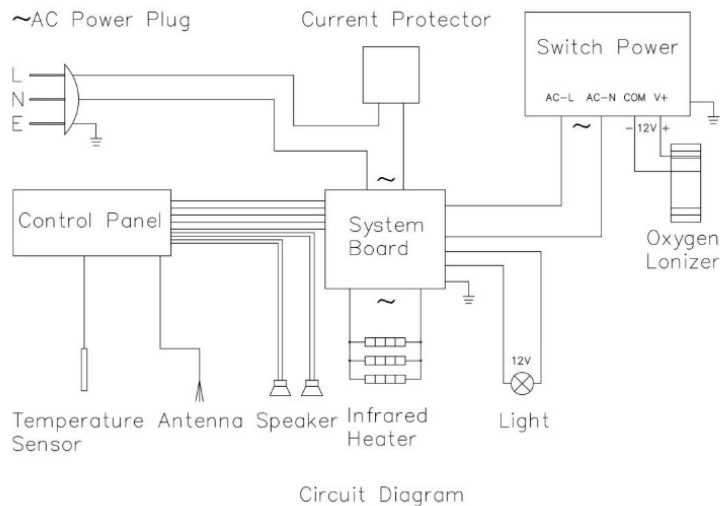 ~AC Power Plug
Current Protector
Switch Power
L
N
E
AC-L AC-N COM V+
~
- 12V +
~
Control Panel
System
Board
Oxygen
Lonizer
~
12V
Temperature
Sensor
Antenna
Speaker
Infrared
Heater
Light
Circuit Diagram